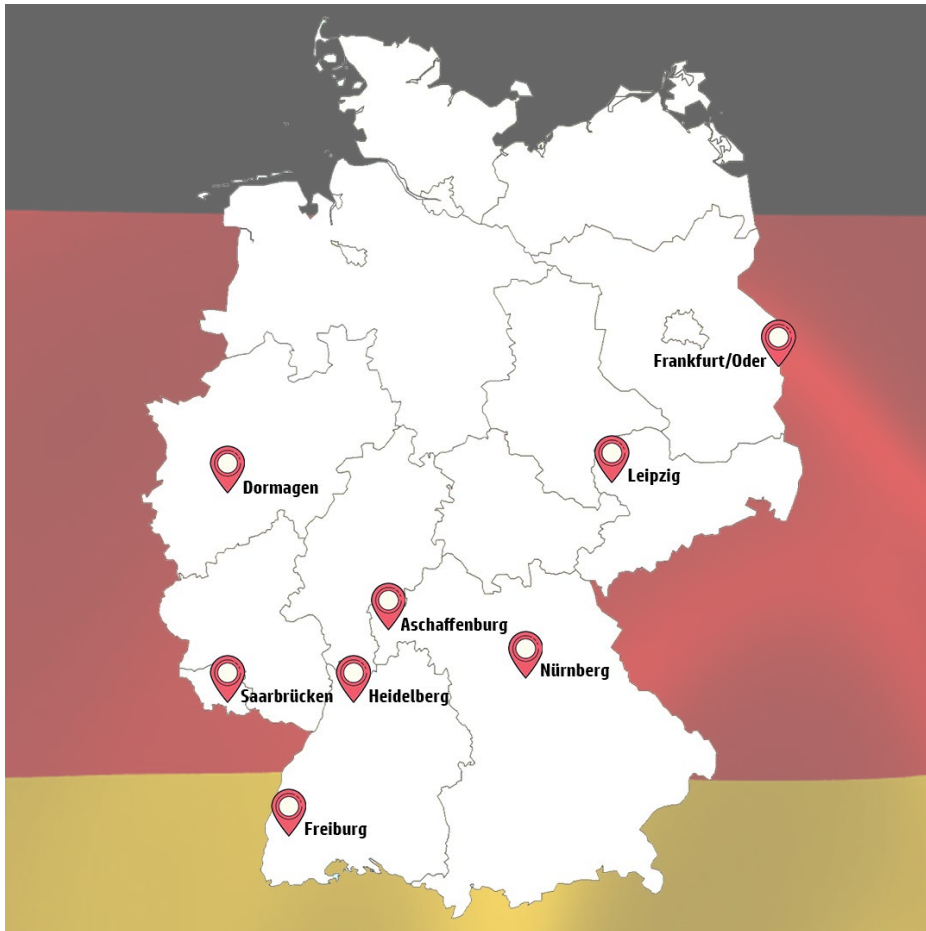 Frankfurt/Oder
Dormagen
Leipzig
Aschaffenburg
Nürnberg
Saarbrücken
Heidelberg
Freiburg